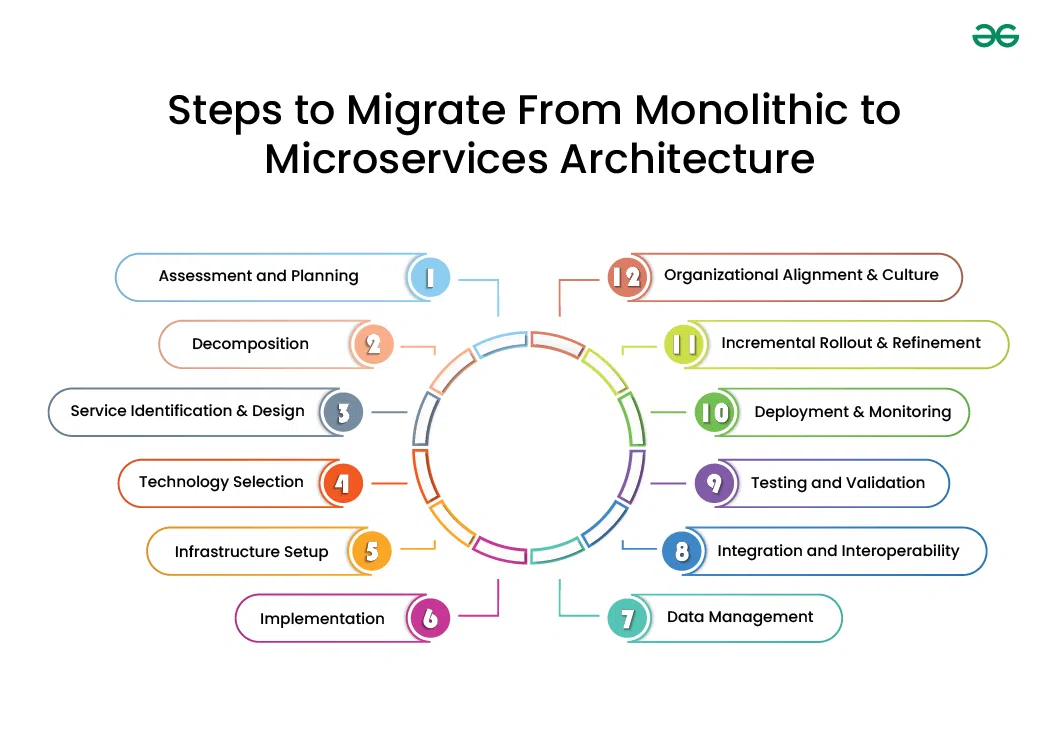 Steps to Migrate From Monolithic to
Microservices Architecture
1 Assessment and Planning
2 Decomposition
3 Service Identification & Design
4 Technology Selection
5 Infrastructure Setup
6 Implementation
7 Data Management
8 Integration and Interoperability
9 Testing and Validation
10 Deployment & Monitoring
11 Incremental Rollout & Refinement
12 Organizational Alignment & Culture